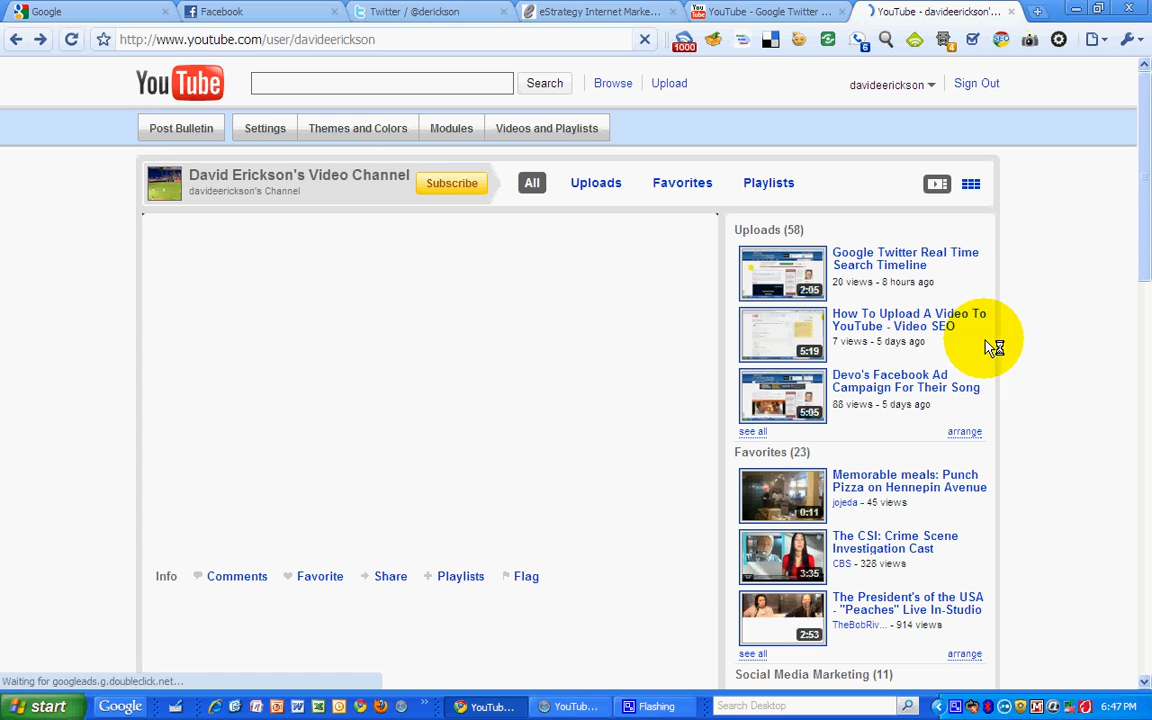 Google
Facebook
Twitter / @derickson
eStrategy Internet Marke...
YouTube - Google Twitter ...
YouTube - davideerickson'...
http://www.youtube.com/user/davideerickson
1000
6
4
SEO
YouTube
Search
Browse
Upload
davideerickson
Sign Out
Post Bulletin
Settings
Themes and Colors
Modules
Videos and Playlists
David Erickson's Video Channel
davideerickson's Channel
Subscribe
All
Uploads
Favorites
Playlists
Uploads (58)
2:05
Google Twitter Real Time
Search Timeline
20 views - 8 hours ago
5:19
How To Upload A Video To
YouTube - Video SEO
7 views - 5 days ago
5:05
Devo's Facebook Ad
Campaign For Their Song
88 views - 5 days ago
see all
arrange
Favorites (23)
0:11
Memorable meals: Punch
Pizza on Hennepin Avenue
jojeda - 45 views
3:35
The CSI: Crime Scene
Investigation Cast
CBS - 328 views
2:53
The President's of the USA
- "Peaches" Live In-Studio
TheBobRiv... - 914 views
see all
arrange
Social Media Marketing (11)
Info
Comments
Favorite
Share
Playlists
Flag
Waiting for googleads.g.doubleclick.net...
start
Google
YouTub...
YouTub...
Flashing
Search Desktop
6:47 PM